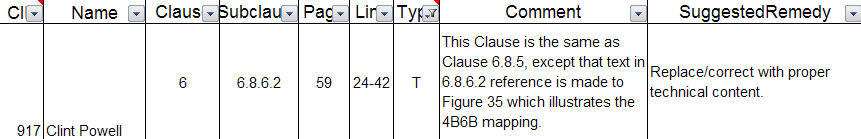 Cl Name Claus Subclau Pag Lin Typ Comment SuggestedRemedy
917 Clint Powell 6 6.8.6.2 59 24-42 T
This Clause is the same as
Clause 6.8.5, except that text in
6.8.6.2 reference is made to
Figure 35 which illustrates the
4B6B mapping.
Replace/correct with proper
technical content.